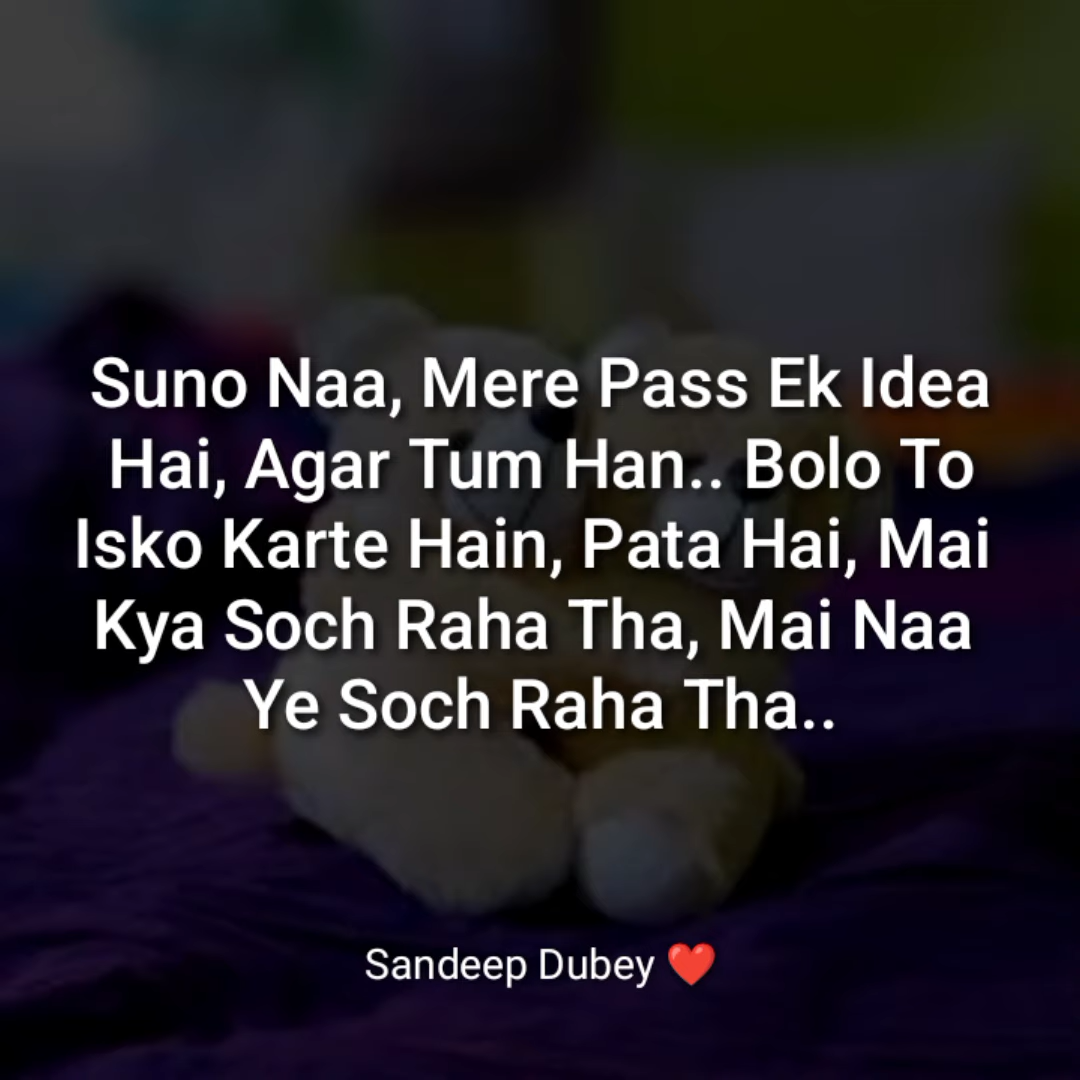 Suno Naa, Mere Pass Ek Idea
Hai, Agar Tum Han.. Bolo To
Isko Karte Hain, Pata Hai, Mai
Kya Soch Raha Tha, Mai Naa
Ye Soch Raha Tha..
Sandeep Dubey ❤️